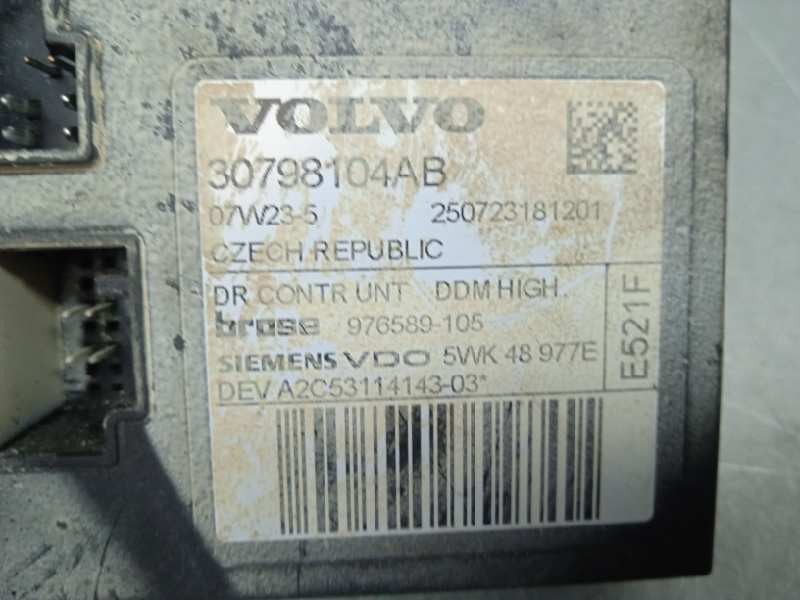 VOLVO
30798104AB
07W23-5 250723181201
CZECH REPUBLIC
DR CONTR UNT DDM HIGH
brose 976589-105
SIEMENS VDO 5WK 48 977E
DEV A2C53114143-03*
E521F